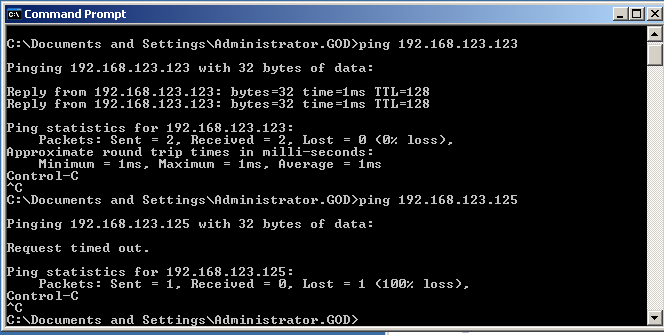 Command Prompt
C:\Documents and Settings\Administrator.GOD>ping 192.168.123.123
Pinging 192.168.123.123 with 32 bytes of data:
Reply from 192.168.123.123: bytes=32 time=1ms TTL=128
Reply from 192.168.123.123: bytes=32 time=1ms TTL=128
Ping statistics for 192.168.123.123:
    Packets: Sent = 2, Received = 2, Lost = 0 (0% loss),
Approximate round trip times in milli-seconds:
    Minimum = 1ms, Maximum = 1ms, Average = 1ms
Control-C
^C
C:\Documents and Settings\Administrator.GOD>ping 192.168.123.125
Pinging 192.168.123.125 with 32 bytes of data:
Request timed out.
Ping statistics for 192.168.123.125:
    Packets: Sent = 1, Received = 0, Lost = 1 (100% loss),
Control-C
^C
C:\Documents and Settings\Administrator.GOD>